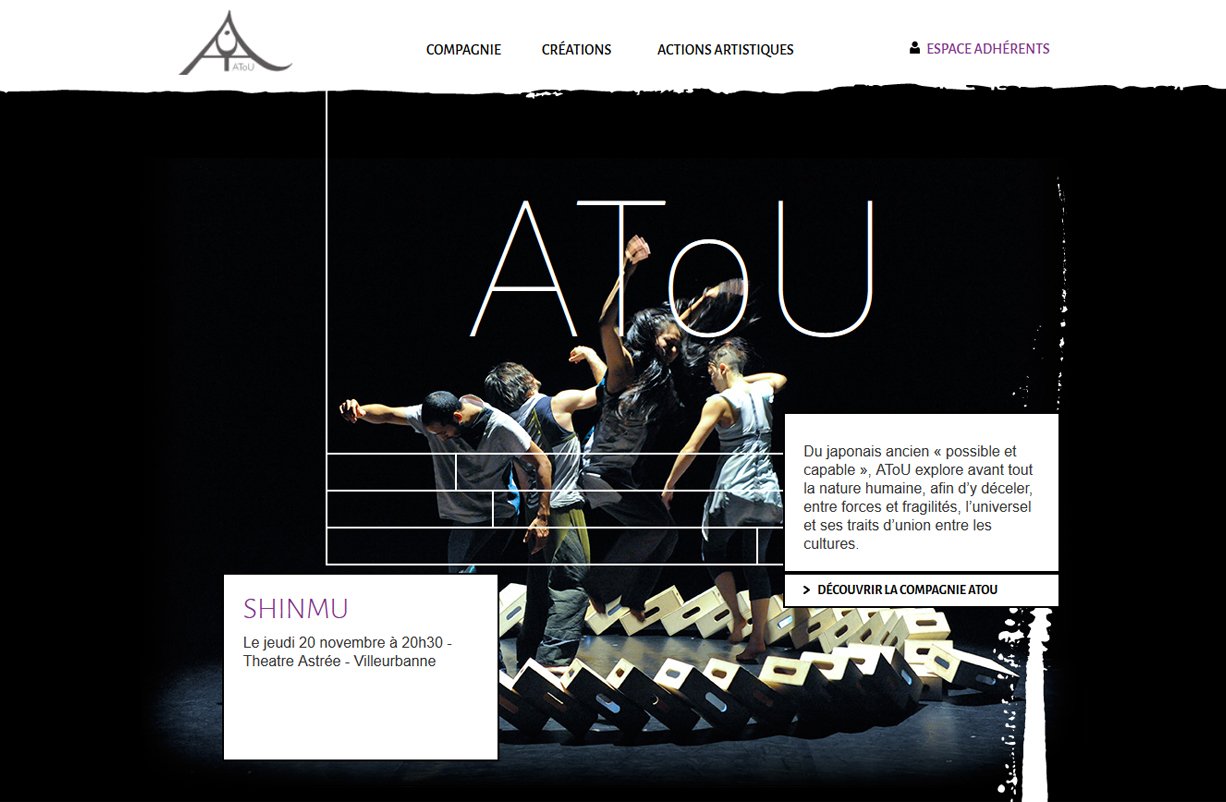 AToU
COMPAGNIE
CRÉATIONS
ACTIONS ARTISTIQUES
ESPACE ADHÉRENTS
AToU
Du japonais ancien « possible et
capable », AToU explore avant tout
la nature humaine, afin d’y déceler,
entre forces et fragilités, l’universel
et ses traits d’union entre les
cultures.
DÉCOUVRIR LA COMPAGNIE ATOU
SHINMU
Le jeudi 20 novembre à 20h30 -
Theatre Astrée - Villeurbanne